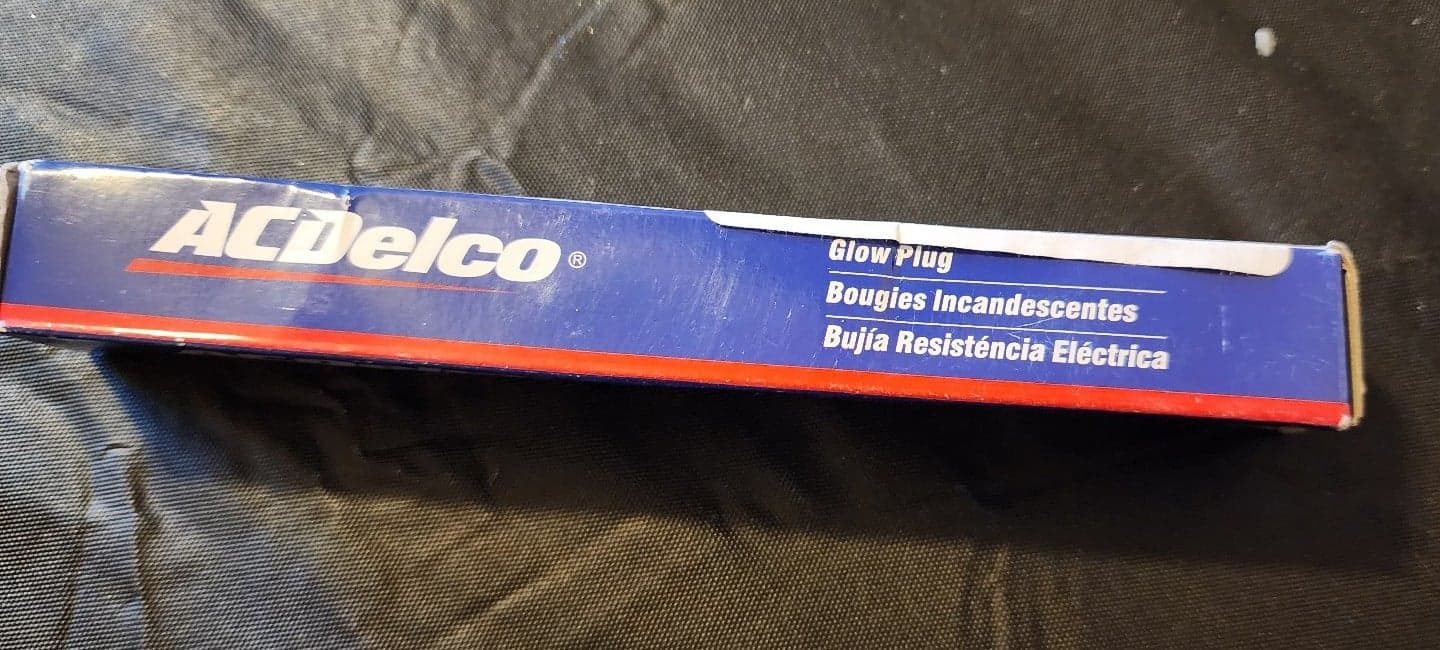 ACDelco®
Glow Plug
Bougies Incandescentes
Bujía Resisténcia Eléctrica